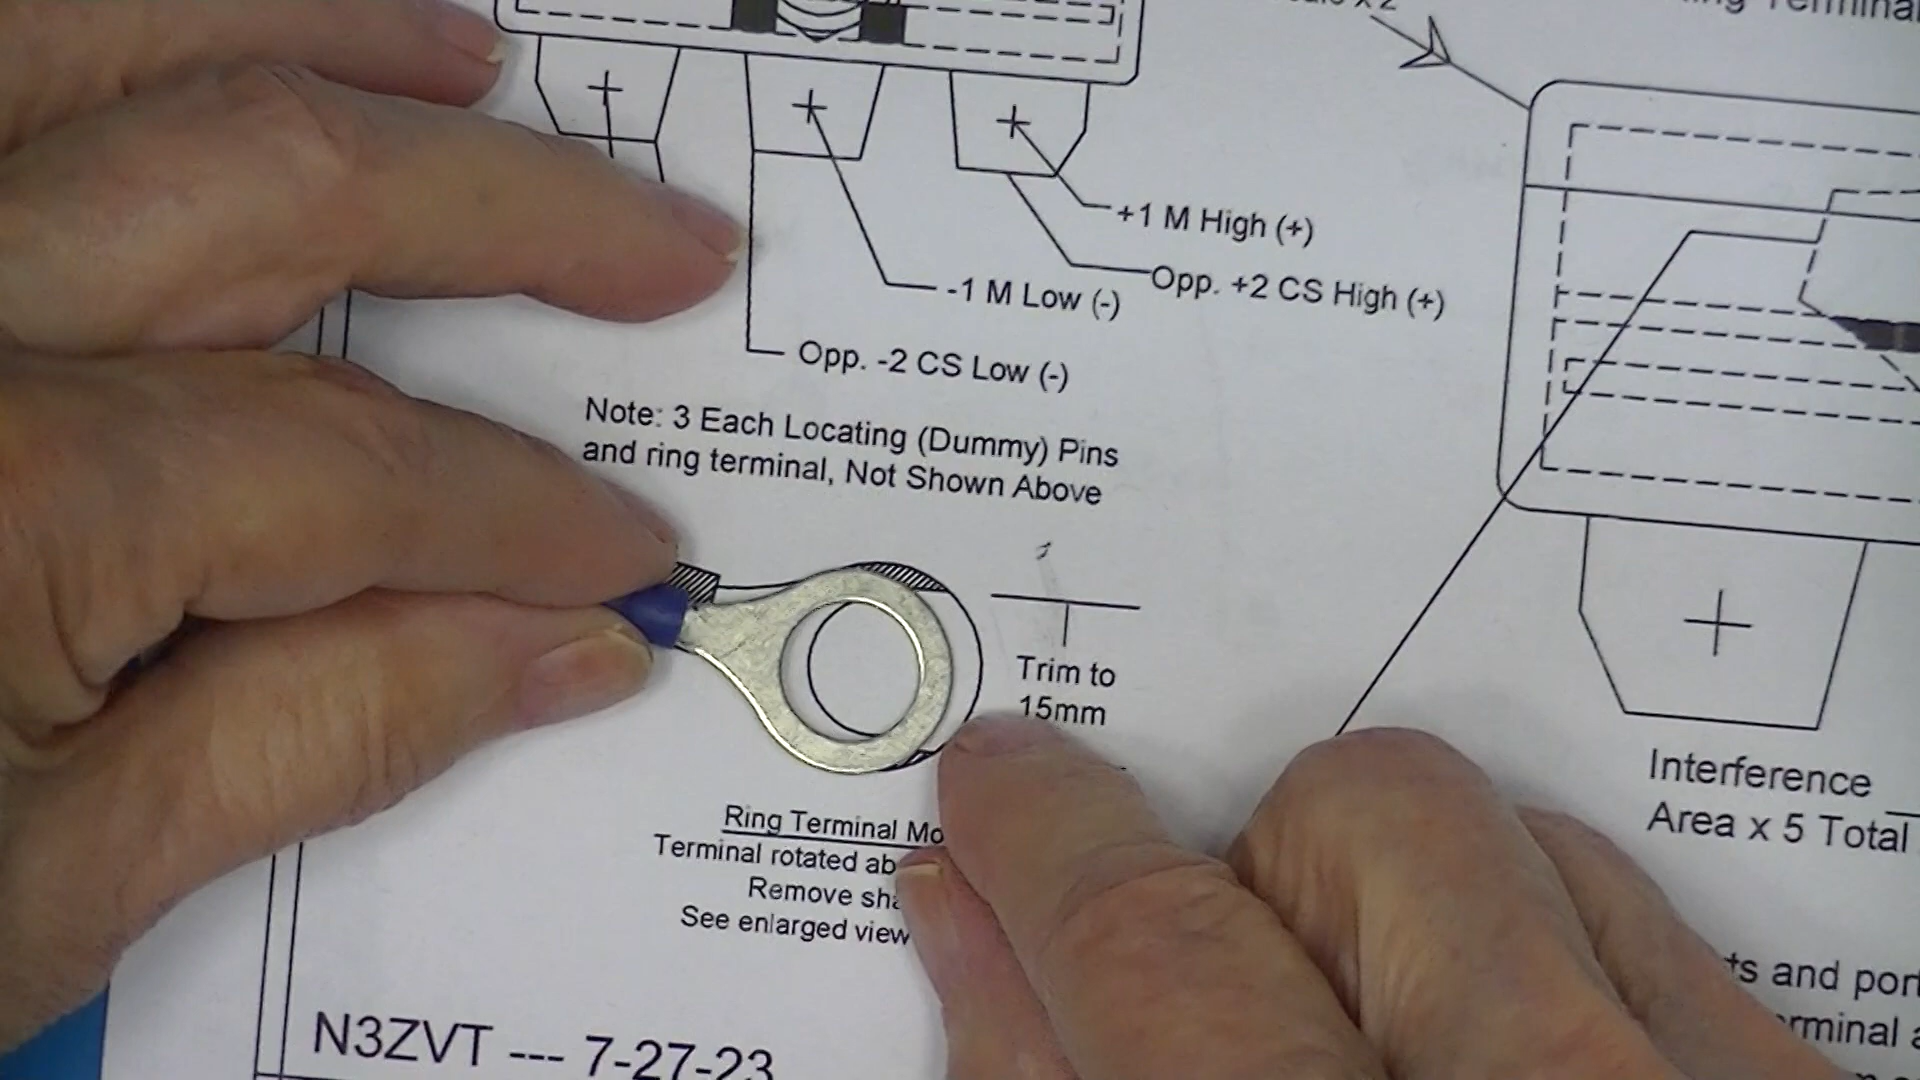 +1 M High (+)
Opp. +2 CS High (+)
-1 M Low (-)
Opp. -2 CS Low (-)
Note: 3 Each Locating (Dummy) Pins
and ring terminal, Not Shown Above
Trim to
15mm
Interference
Area x 5 Total
Ring Terminal
Terminal rotated
Remove
See enlarged view
and
N3ZVT --- 7-27-23